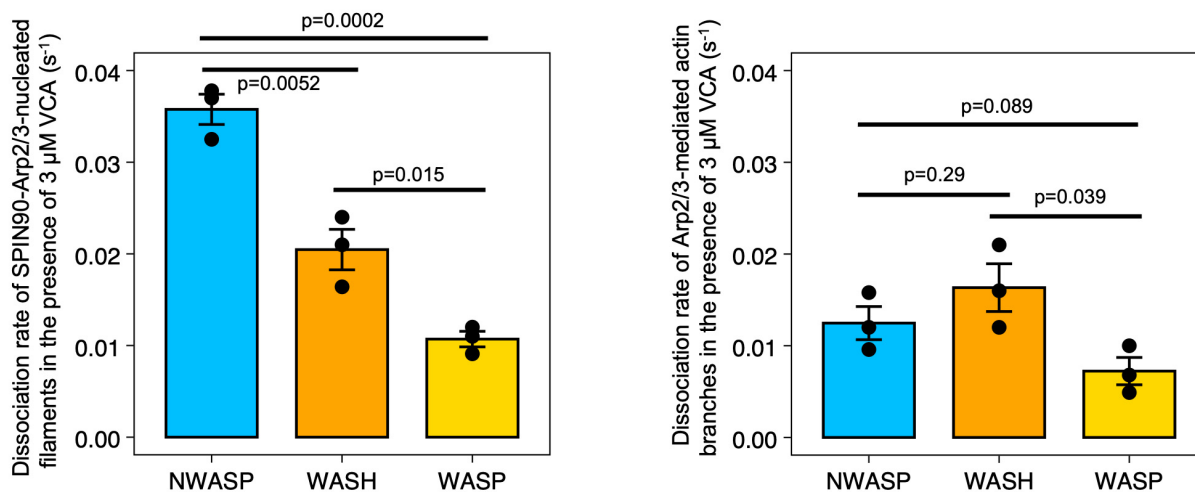 Dissociation rate of SPIN90-Arp2/3-nucleated
filaments in the presence of 3 µM VCA (s⁻¹)
p=0.0002
0.04
p=0.0052
0.03
p=0.015
0.02
0.01
0.00
NWASP WASH WASP
Dissociation rate of Arp2/3-mediated actin
branches in the presence of 3 µM VCA (s⁻¹)
0.04
p=0.089
0.03
p=0.29
p=0.039
0.02
0.01
0.00
NWASP WASH WASP